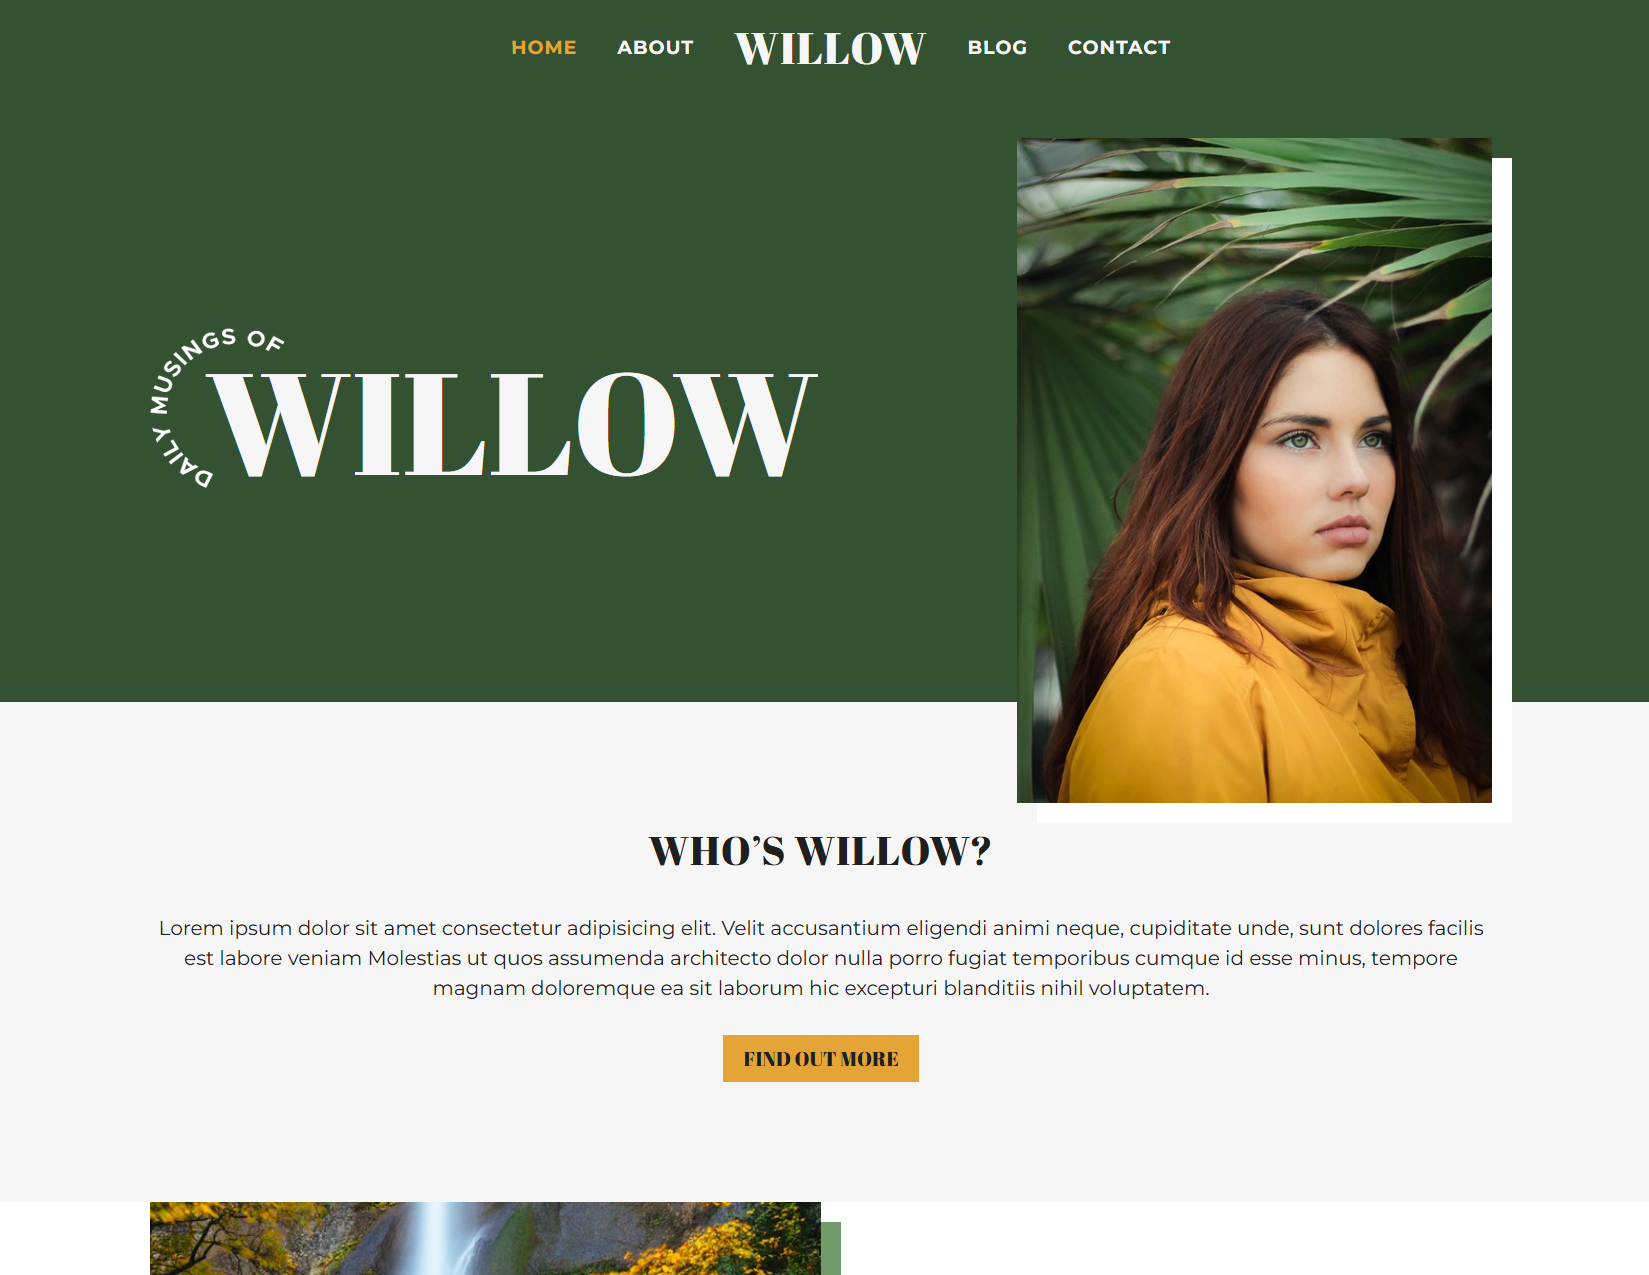 HOME ABOUT WILLOW BLOG CONTACT
DAILY MUSINGS OF
WILLOW
WHO’S WILLOW?
Lorem ipsum dolor sit amet consectetur adipisicing elit. Velit accusantium eligendi animi neque, cupiditate unde, sunt dolores facilis
est labore veniam Molestias ut quos assumenda architecto dolor nulla porro fugiat temporibus cumque id esse minus, tempore
magnam doloremque ea sit laborum hic excepturi blanditiis nihil voluptatem.
FIND OUT MORE